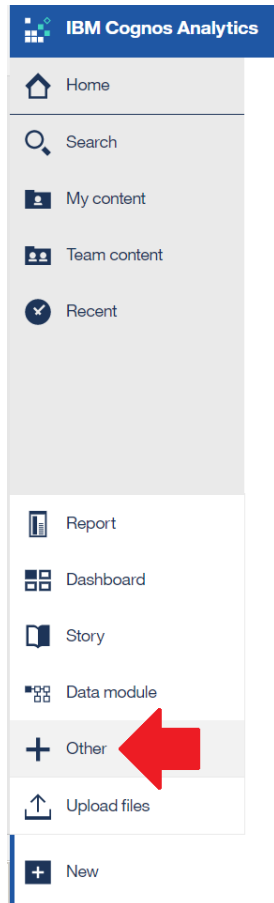 IBM Cognos Analytics
Home
Search
My content
Team content
Recent
Report
Dashboard
Story
Data module
Other
Upload files
New